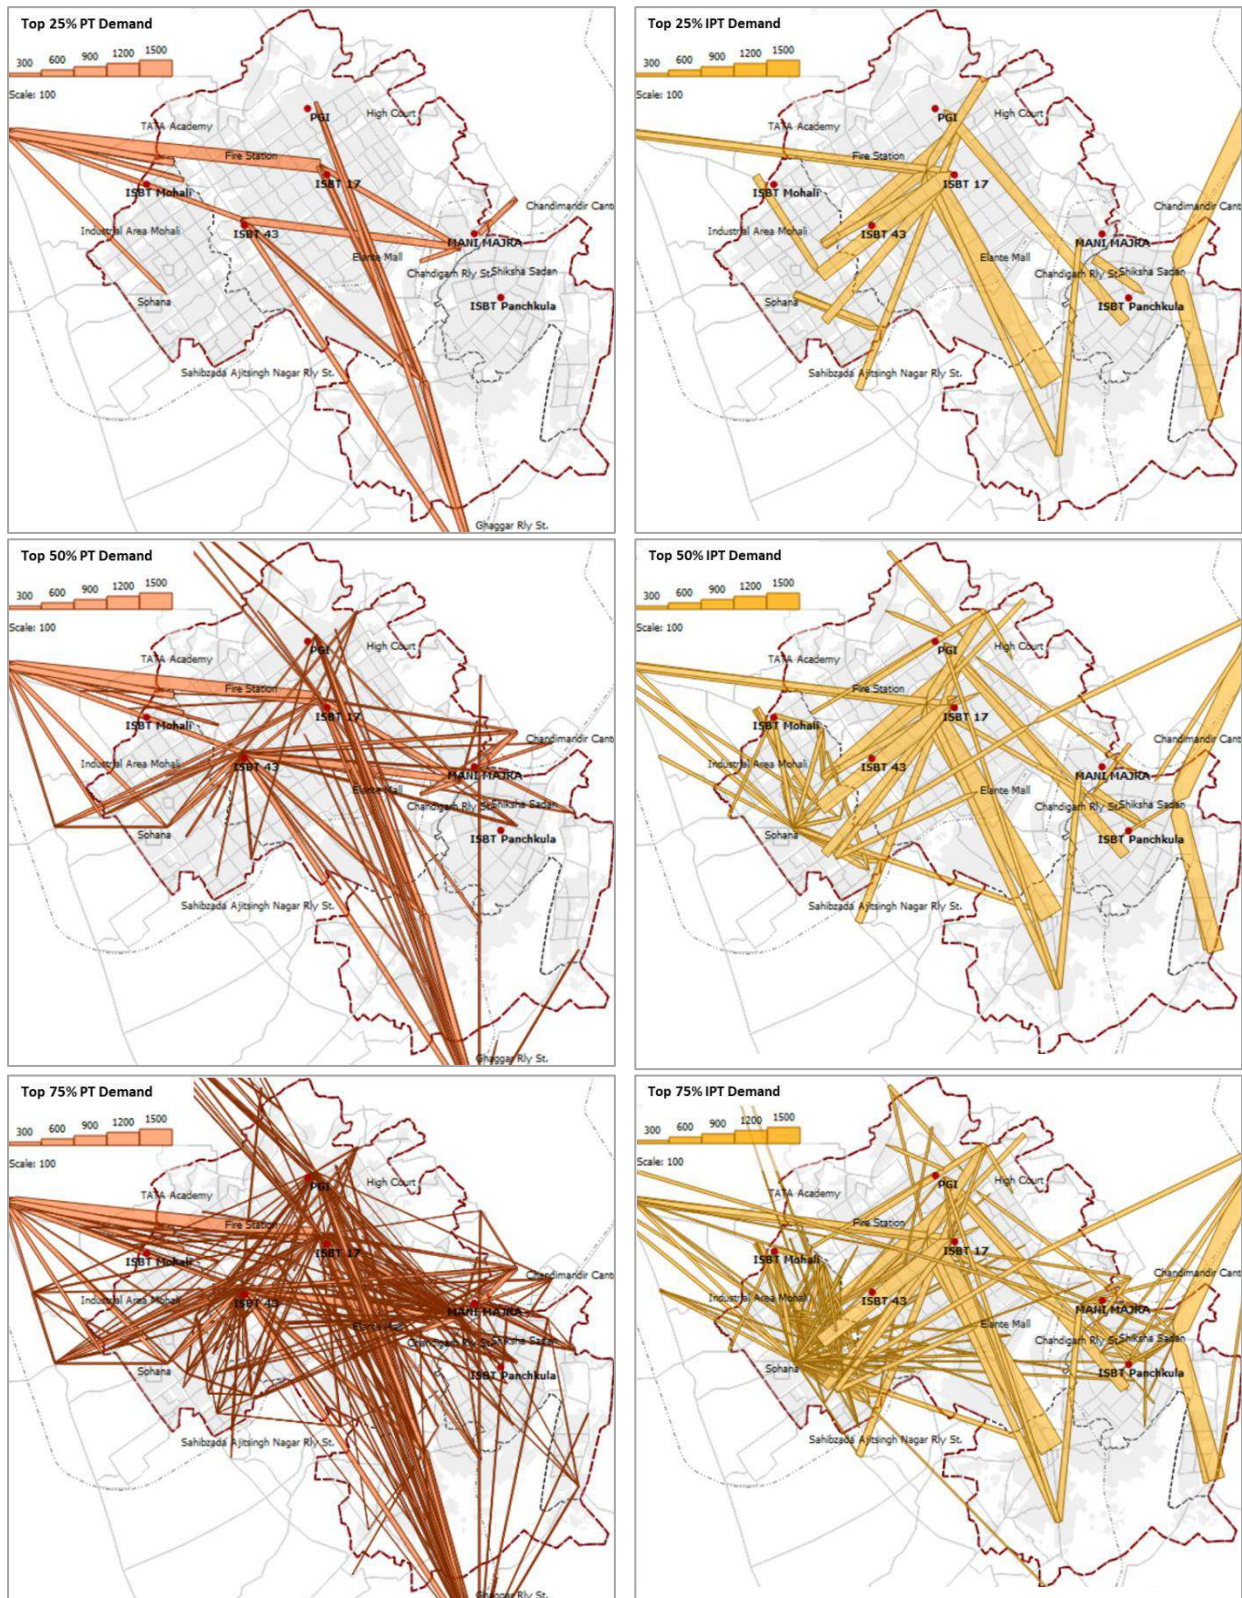 Top 25% PT Demand
300 600 900 1200 1500
Scale: 100
PGI
High Court
TATA Academy
Fire Station
ISBT 17
ISBT Mohali
Chandimandir Cant
Industrial Area Mohali
ISBT 43
MANI MAJRA
Elante Mall
Chandigarh Rly St.
Shiksha Sadan
Sohana
ISBT Panchkula
Sahibzada Ajitsingh Nagar Rly St.
Ghaggar Rly St.
Top 25% IPT Demand
300 600 900 1200 1500
Scale: 100
PGI
High Court
TATA Academy
Fire Station
ISBT 17
ISBT Mohali
Chandimandir Cant
Industrial Area Mohali
ISBT 43
MANI MAJRA
Elante Mall
Chandigarh Rly St.
Shiksha Sadan
Sohana
ISBT Panchkula
Sahibzada Ajitsingh Nagar Rly St.
Top 50% PT Demand
300 600 900 1200 1500
Scale: 100
PGI
High Court
TATA Academy
Fire Station
ISBT 17
ISBT Mohali
Chandimandir Cant
Industrial Area Mohali
ISBT 43
MANI MAJRA
Elante Mall
Chandigarh Rly St.
Shiksha Sadan
Sohana
ISBT Panchkula
Sahibzada Ajitsingh Nagar Rly St.
Ghaggar Rly St.
Top 50% IPT Demand
300 600 900 1200 1500
Scale: 100
PGI
High Court
TATA Academy
Fire Station
ISBT 17
ISBT Mohali
Chandimandir Cant
Industrial Area Mohali
ISBT 43
MANI MAJRA
Elante Mall
Chandigarh Rly St.
Shiksha Sadan
Sohana
ISBT Panchkula
Sahibzada Ajitsingh Nagar Rly St.
Top 75% PT Demand
300 600 900 1200 1500
Scale: 100
PGI
High Court
TATA Academy
Fire Station
ISBT 17
ISBT Mohali
Chandimandir Cant
Industrial Area Mohali
ISBT 43
MANI MAJRA
Elante Mall
Chandigarh Rly St.
Shiksha Sadan
Sohana
ISBT Panchkula
Sahibzada Ajitsingh Nagar Rly St.
Ghaggar Rly St.
Top 75% IPT Demand
300 600 900 1200 1500
Scale: 100
PGI
High Court
TATA Academy
Fire Station
ISBT 17
ISBT Mohali
Chandimandir Cant
Industrial Area Mohali
ISBT 43
MANI MAJRA
Elante Mall
Chandigarh Rly St.
Shiksha Sadan
Sohana
ISBT Panchkula
Sahibzada Ajitsingh Nagar Rly St.